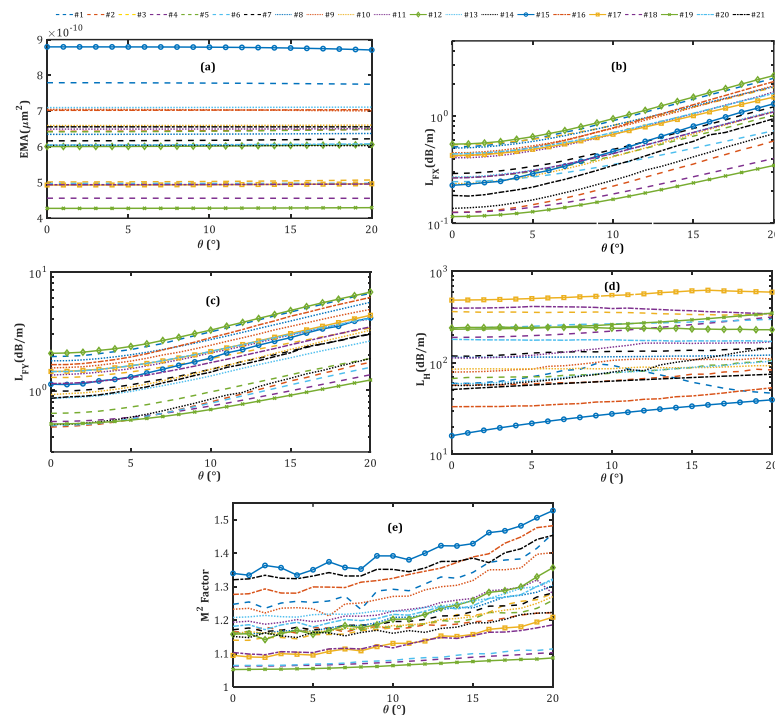 #1 #2 #3 #4 #5 #6 #7 #8 #9 #10 #11 #12 #13 #14 #15 #16 #17 #18 #19 #20 #21
×10⁻¹⁰
9
8
7
6
5
4
EMA(μm²)
(a)
0 5 10 15 20
θ (°)
10⁰
10⁻¹
L_FX (dB/m)
(b)
0 5 10 15 20
θ (°)
10¹
10⁰
L_FY (dB/m)
(c)
0 5 10 15 20
θ (°)
10³
10²
10¹
L_H (dB/m)
(d)
0 5 10 15 20
θ (°)
1.5
1.4
1.3
1.2
1.1
1
M² Factor
(e)
0 5 10 15 20
θ (°)